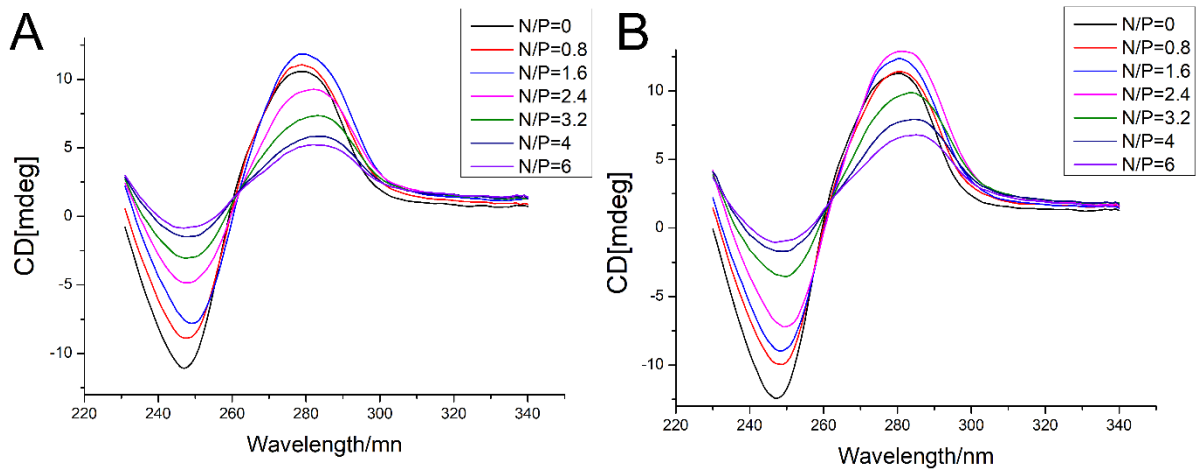 A
N/P=0
N/P=0.8
N/P=1.6
N/P=2.4
N/P=3.2
N/P=4
N/P=6
CD[mdeg]
10
5
0
-5
-10
220 240 260 280 300 320 340
Wavelength/mn
B
N/P=0
N/P=0.8
N/P=1.6
N/P=2.4
N/P=3.2
N/P=4
N/P=6
CD[mdeg]
10
5
0
-5
-10
220 240 260 280 300 320 340
Wavelength/nm